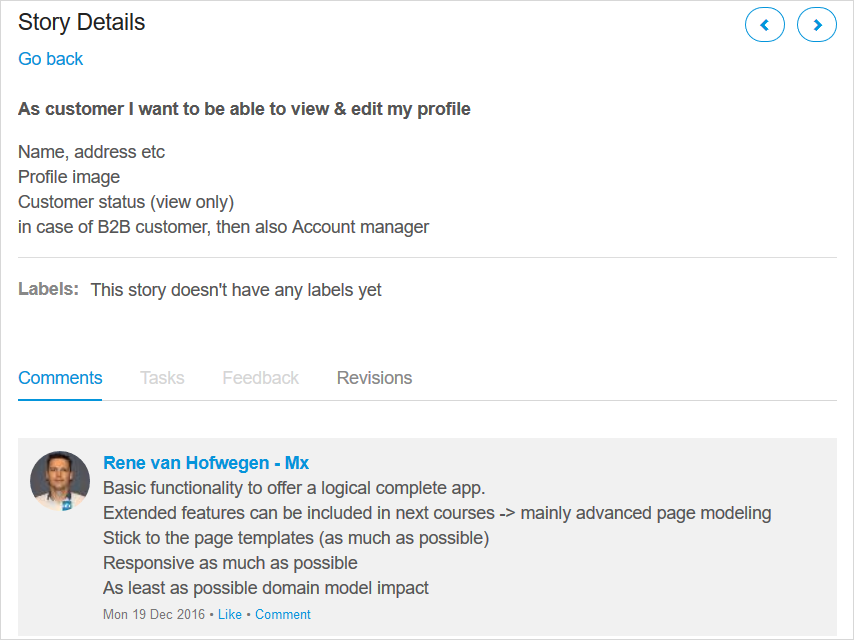 Story Details
Go back
As customer I want to be able to view & edit my profile
Name, address etc
Profile image
Customer status (view only)
in case of B2B customer, then also Account manager
Labels: This story doesn't have any labels yet
Comments Tasks Feedback Revisions
Rene van Hofwegen - Mx
Basic functionality to offer a logical complete app.
Extended features can be included in next courses -> mainly advanced page modeling
Stick to the page templates (as much as possible)
Responsive as much as possible
As least as possible domain model impact
Mon 19 Dec 2016 • Like • Comment